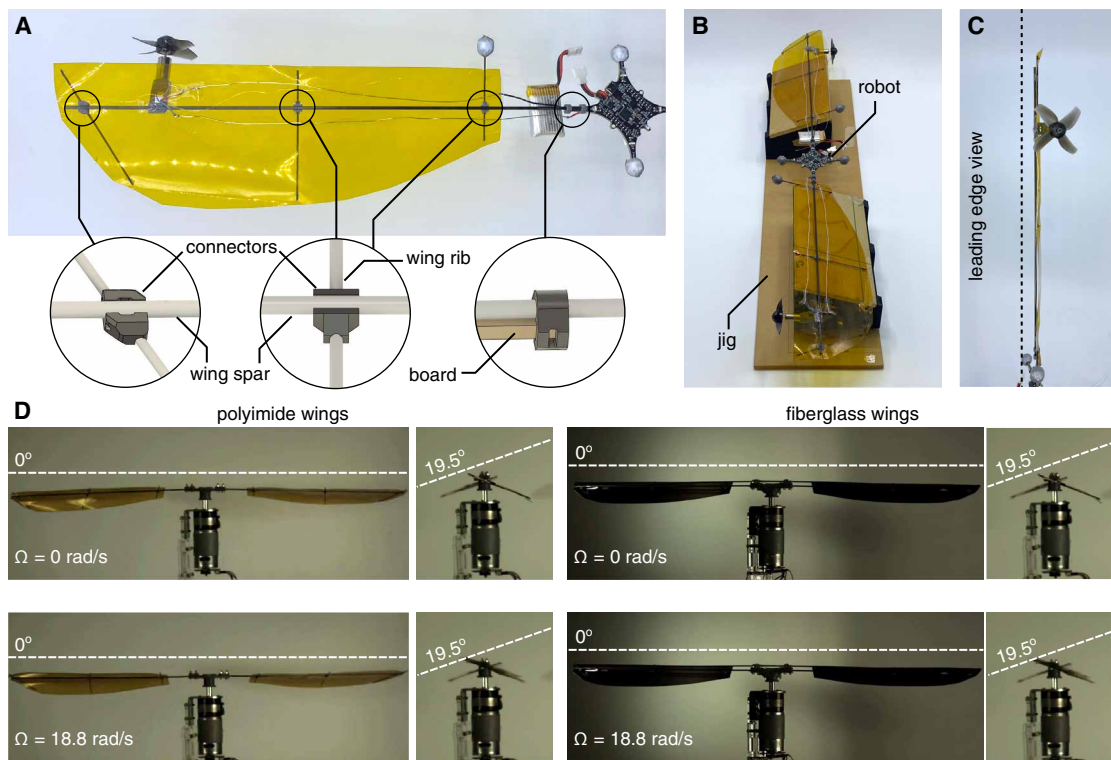 A
B
C
robot
leading edge view
connectors
wing rib
wing spar
board
jig
D
polyimide wings
fiberglass wings
0°
19.5°
0°
19.5°
Ω = 0 rad/s
Ω = 0 rad/s
0°
19.5°
0°
19.5°
Ω = 18.8 rad/s
Ω = 18.8 rad/s